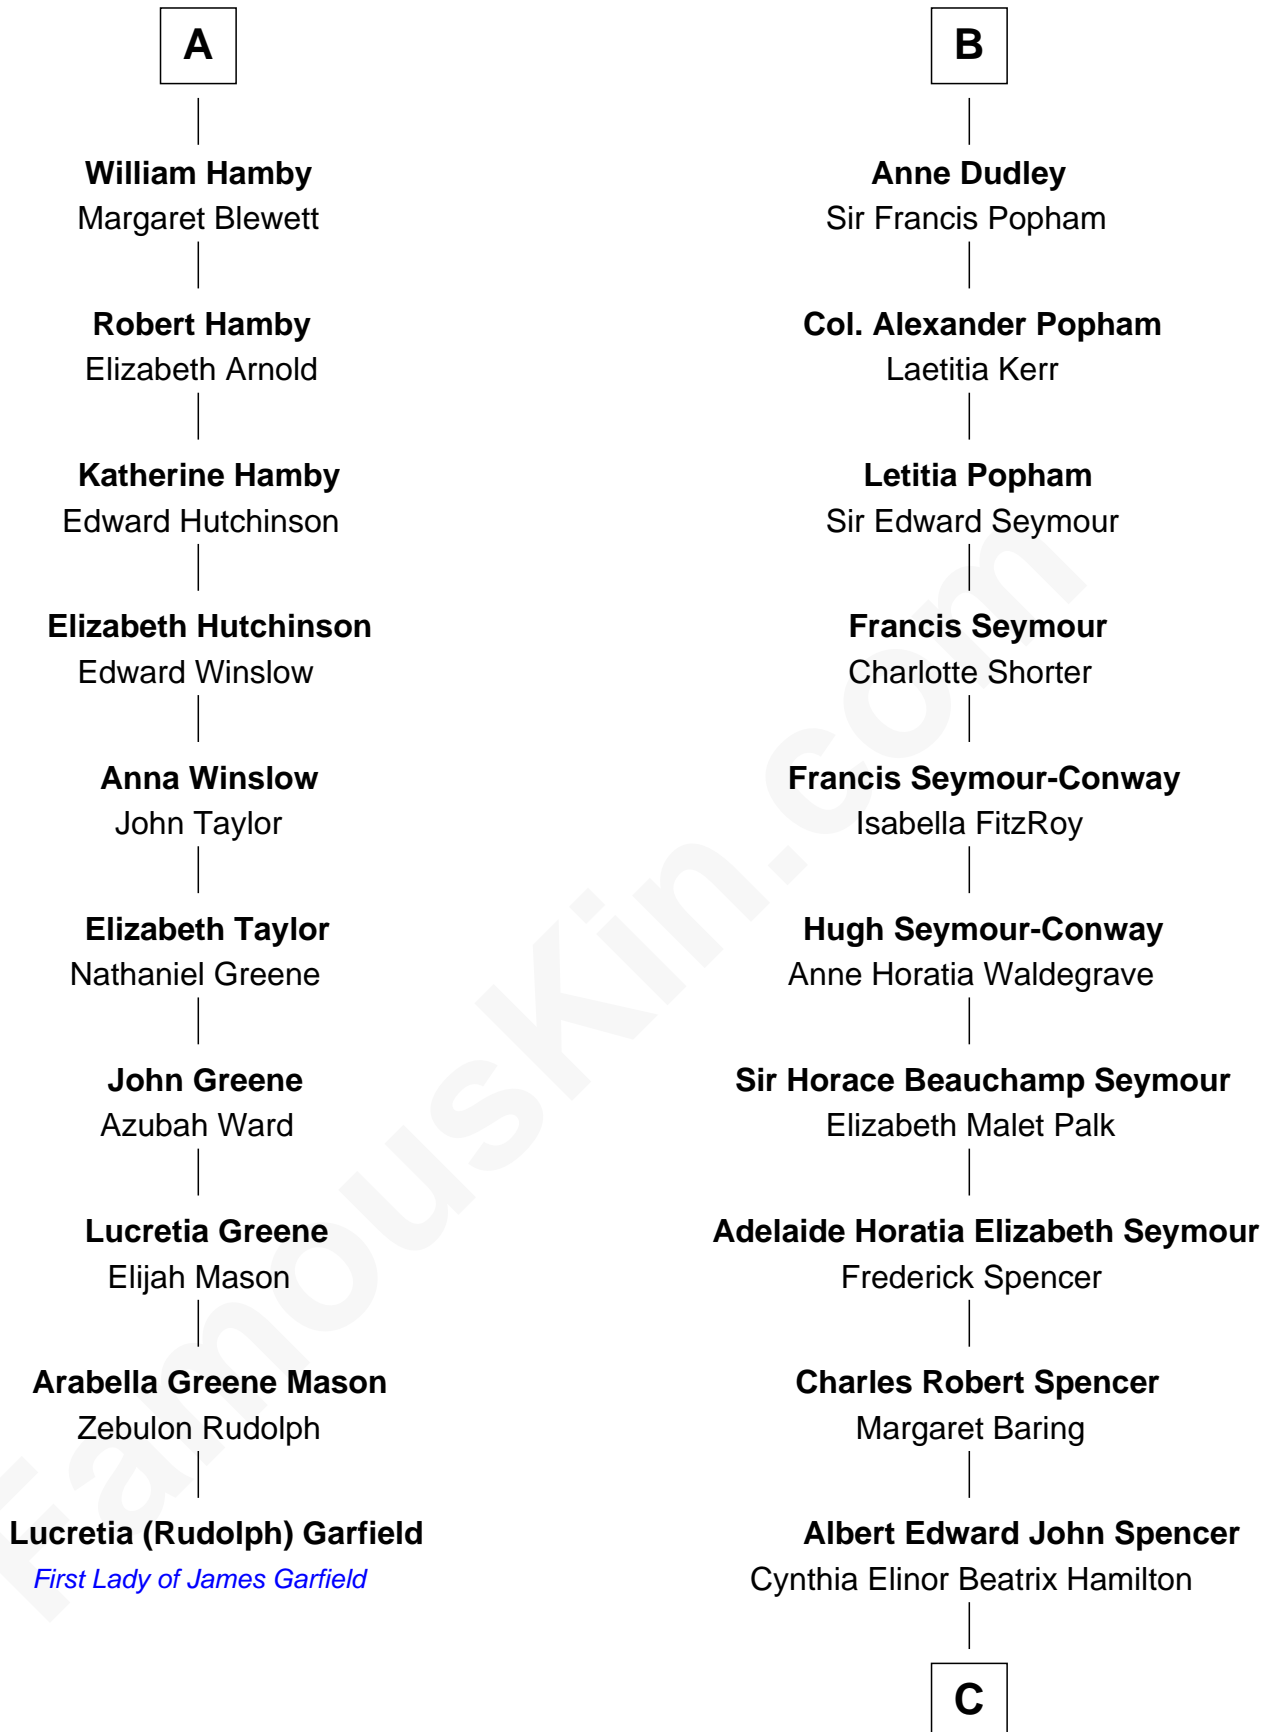 A
William Hamby
Margaret Blewett
Robert Hamby
Elizabeth Arnold
Katherine Hamby
Edward Hutchinson
Elizabeth Hutchinson
Edward Winslow
Anna Winslow
John Taylor
Elizabeth Taylor
Nathaniel Greene
John Greene
Azubah Ward
Lucretia Greene
Elijah Mason
Arabella Greene Mason
Zebulon Rudolph
Lucretia (Rudolph) Garfield
First Lady of James Garfield
B
Anne Dudley
Sir Francis Popham
Col. Alexander Popham
Laetitia Kerr
Letitia Popham
Sir Edward Seymour
Francis Seymour
Charlotte Shorter
Francis Seymour-Conway
Isabella FitzRoy
Hugh Seymour-Conway
Anne Horatia Waldegrave
Sir Horace Beauchamp Seymour
Elizabeth Malet Palk
Adelaide Horatia Elizabeth Seymour
Frederick Spencer
Charles Robert Spencer
Margaret Baring
Albert Edward John Spencer
Cynthia Elinor Beatrix Hamilton
C
FamousKin.com